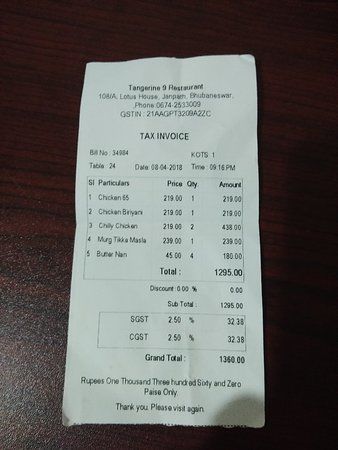 Tangerine 9 Restaurant
108/A, Lotus House, Janpath, Bhubaneswar,
,Phone:0674-2533009
GSTIN : 21AAGPT3209A2ZC
TAX INVOICE
Bill No : 34984 KOTS 1
Table : 24 Date: 08-04-2018 Time : 09:16PM
Sl Particulars Price Qty. Amount
1 Chicken 65 219.00 1 219.00
2 Chicken Biriyani 219.00 1 219.00
3 Chilly Chicken 219.00 2 438.00
4 Murg Tikka Masla 239.00 1 239.00
5 Butter Nan 45.00 4 180.00
Total : 1295.00
Discount :0.00 % 0.00
Sub Total : 1295.00
SGST 2.50 % 32.38
CGST 2.50 % 32.38
Grand Total : 1360.00
Rupees One Thousand Three hundred Sixty and Zero
Paise Only.
Thank you. Please visit again.